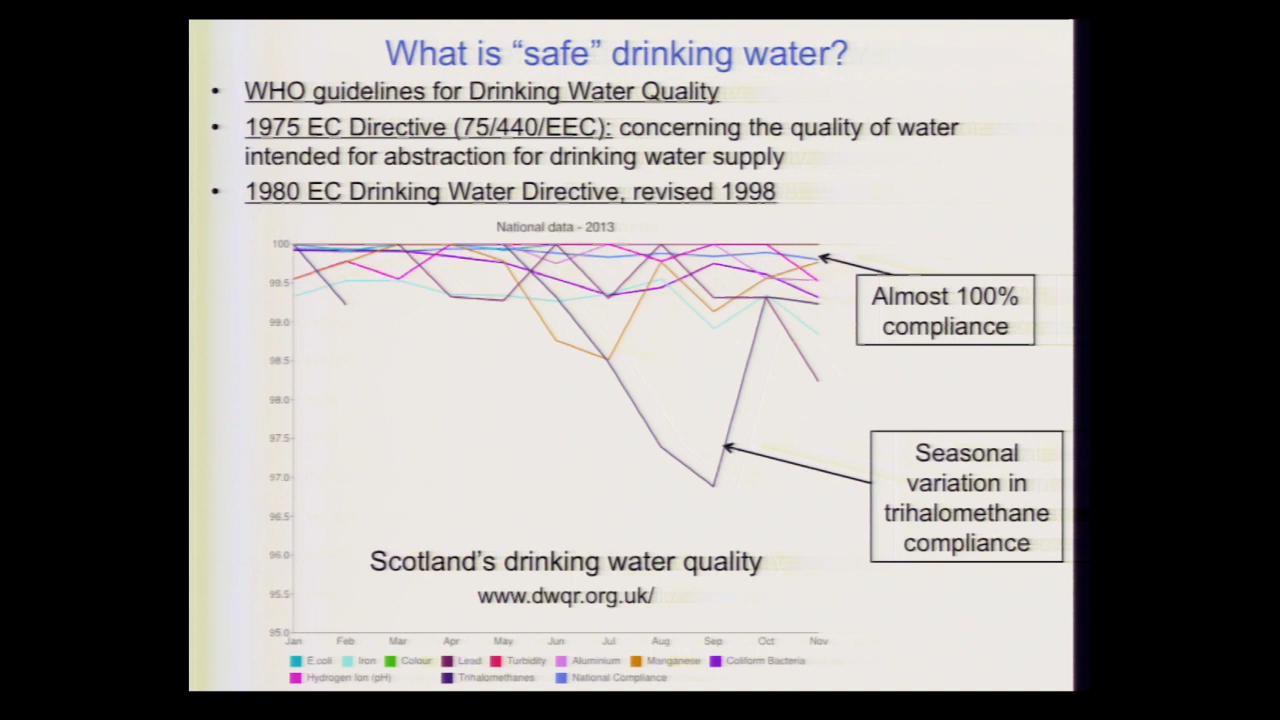 What is “safe” drinking water?
• WHO guidelines for Drinking Water Quality
• 1975 EC Directive (75/440/EEC): concerning the quality of water
intended for abstraction for drinking water supply
• 1980 EC Drinking Water Directive, revised 1998
National data - 2013
100
99.5
99.0
98.5
98.0
97.5
97.0
96.5
96.0
95.5
95.0
Jan Feb Mar Apr May Jun Jul Aug Sep Oct Nov
Almost 100%
compliance
Seasonal
variation in
trihalomethane
compliance
Scotland’s drinking water quality
www.dwqr.org.uk/
E.coli Iron Colour Lead Turbidity Aluminium Manganese Coliform Bacteria
Hydrogen Ion (pH) Trihalomethanes National Compliance